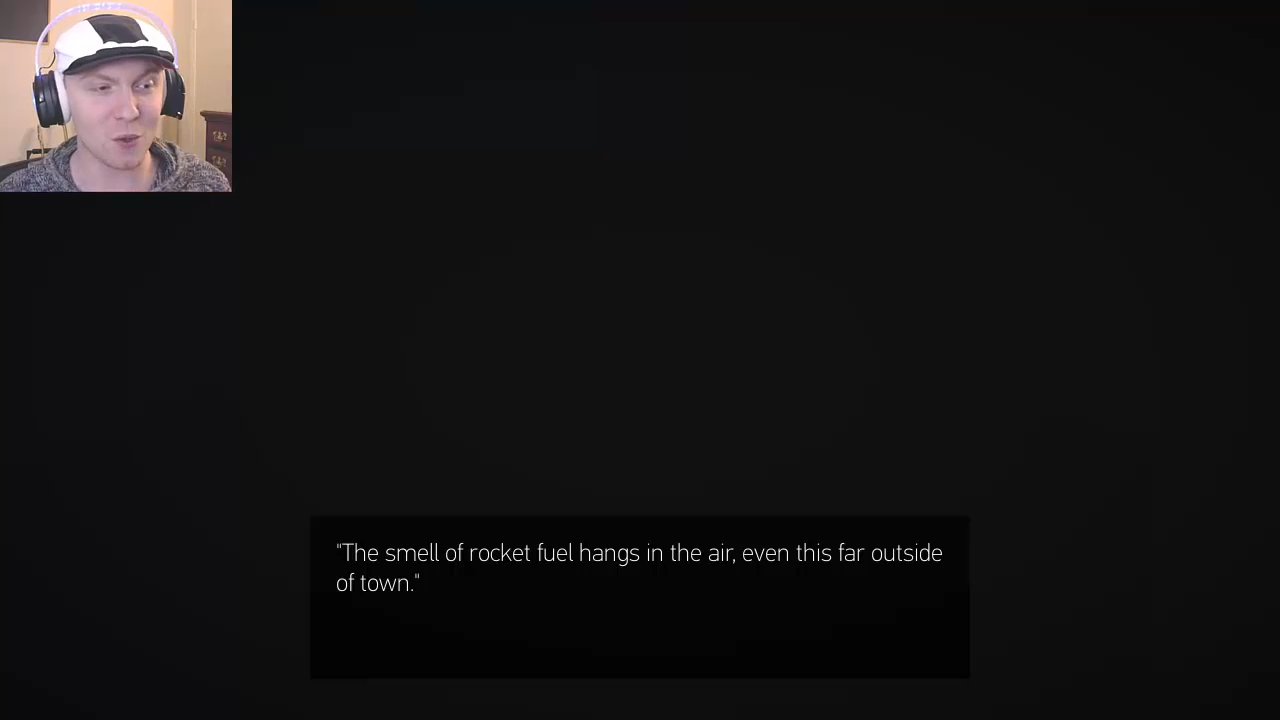 "The smell of rocket fuel hangs in the air, even this far outside
of town."